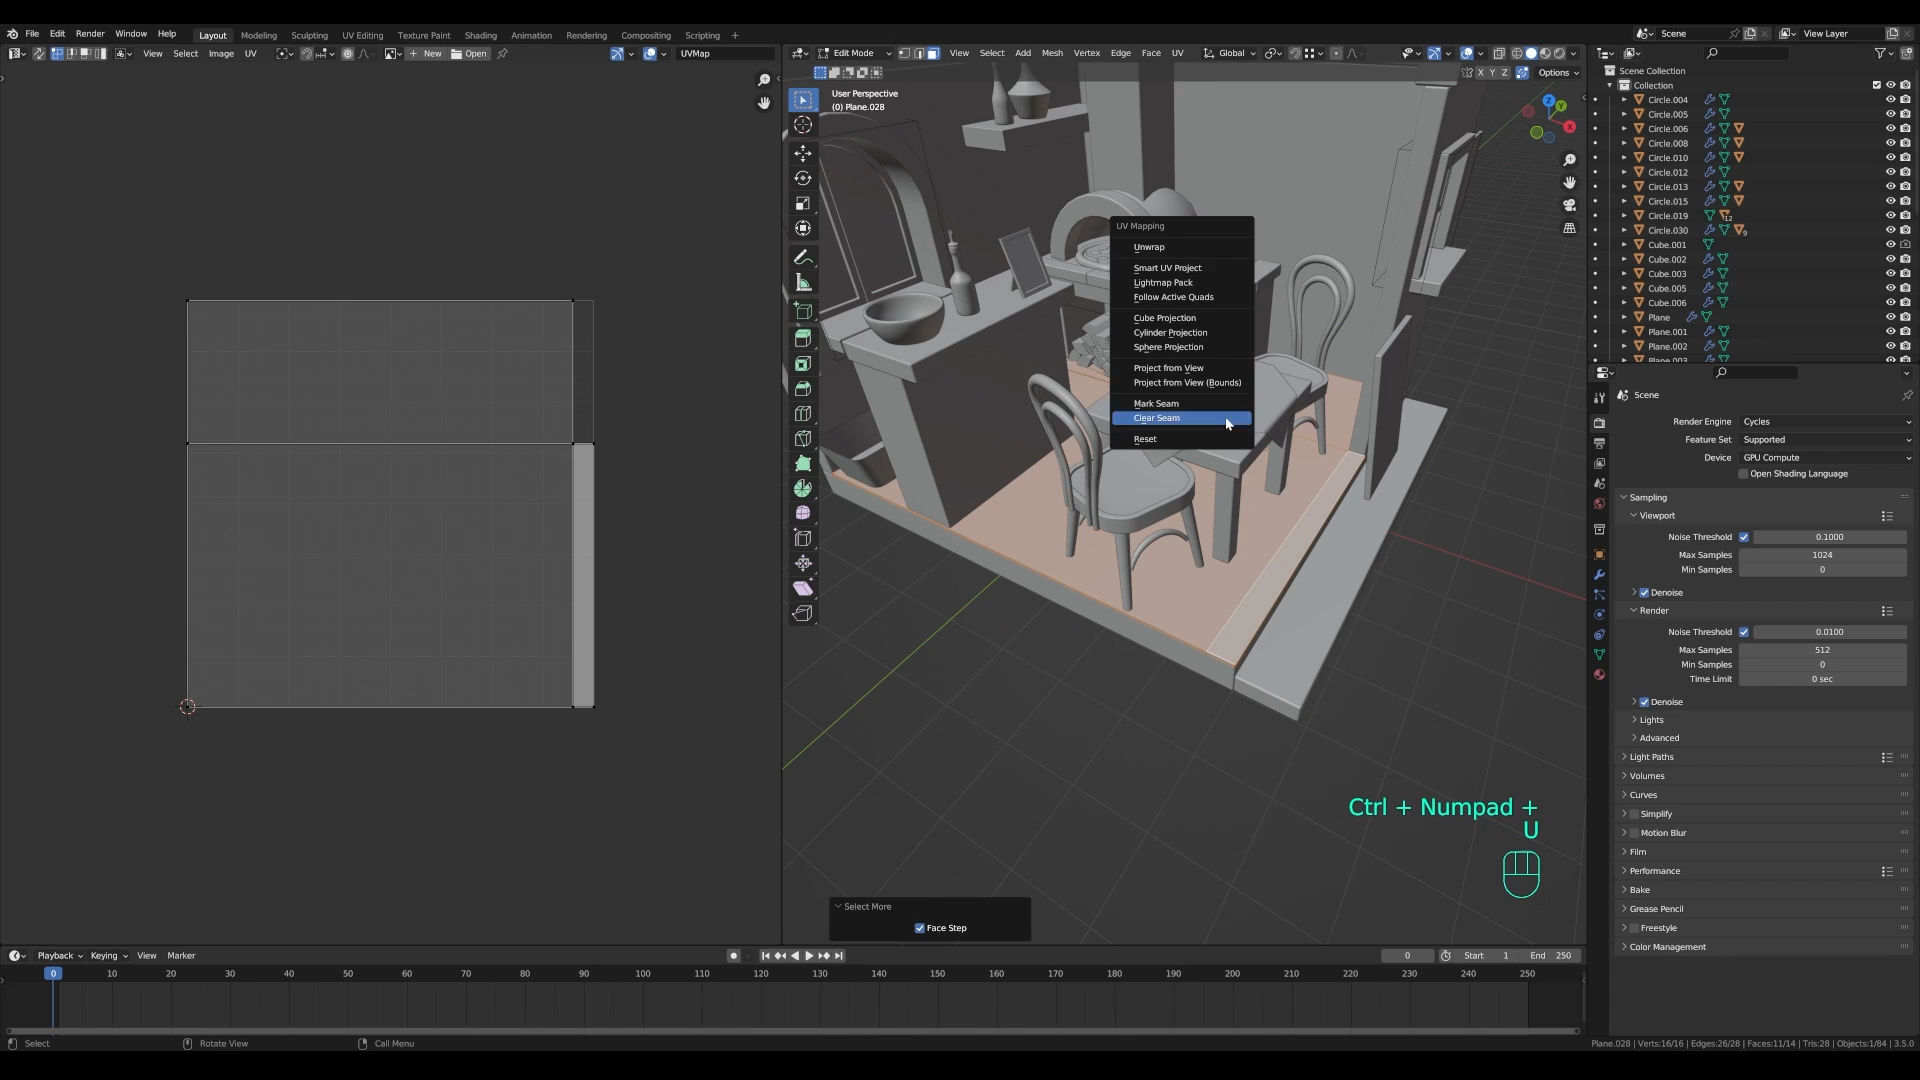 File Edit Render Window Help Layout Modeling Sculpting UV Editing Texture Paint Shading Animation Rendering Compositing Scripting + Scene View Layer
View Select Image UV New Open UVMap Edit Mode View Select Add Mesh Vertex Edge Face UV Global
X Y Z Options
User Perspective
(0) Plane.028
Z
Y
X
UV Mapping
Unwrap
Smart UV Project
Lightmap Pack
Follow Active Quads
Cube Projection
Cylinder Projection
Sphere Projection
Project from View
Project from View (Bounds)
Mark Seam
Clear Seam
Reset
Ctrl + Numpad +
U
Select More
Face Step
Scene Collection
Collection
Circle.004
Circle.005
Circle.006
Circle.008
Circle.010
Circle.012
Circle.013
Circle.015
Circle.019 12
Circle.030 9
Cube.001
Cube.002
Cube.003
Cube.005
Cube.006
Plane
Plane.001
Plane.002
Plane.003
Scene
Render Engine Cycles
Feature Set Supported
Device GPU Compute
Open Shading Language
Sampling
Viewport
Noise Threshold 0.1000
Max Samples 1024
Min Samples 0
Denoise
Render
Noise Threshold 0.0100
Max Samples 512
Min Samples 0
Time Limit 0 sec
Denoise
Lights
Advanced
Light Paths
Volumes
Curves
Simplify
Motion Blur
Film
Performance
Bake
Grease Pencil
Freestyle
Color Management
Playback Keying View Marker 0 Start 1 End 250
0 10 20 30 40 50 60 70 80 90 100 110 120 130 140 150 160 170 180 190 200 210 220 230 240 250
Select Rotate View Call Menu Plane.028 | Verts:16/16 | Edges:26/28 | Faces:11/14 | Tris:28 | Objects:1/84 | 3.5.0